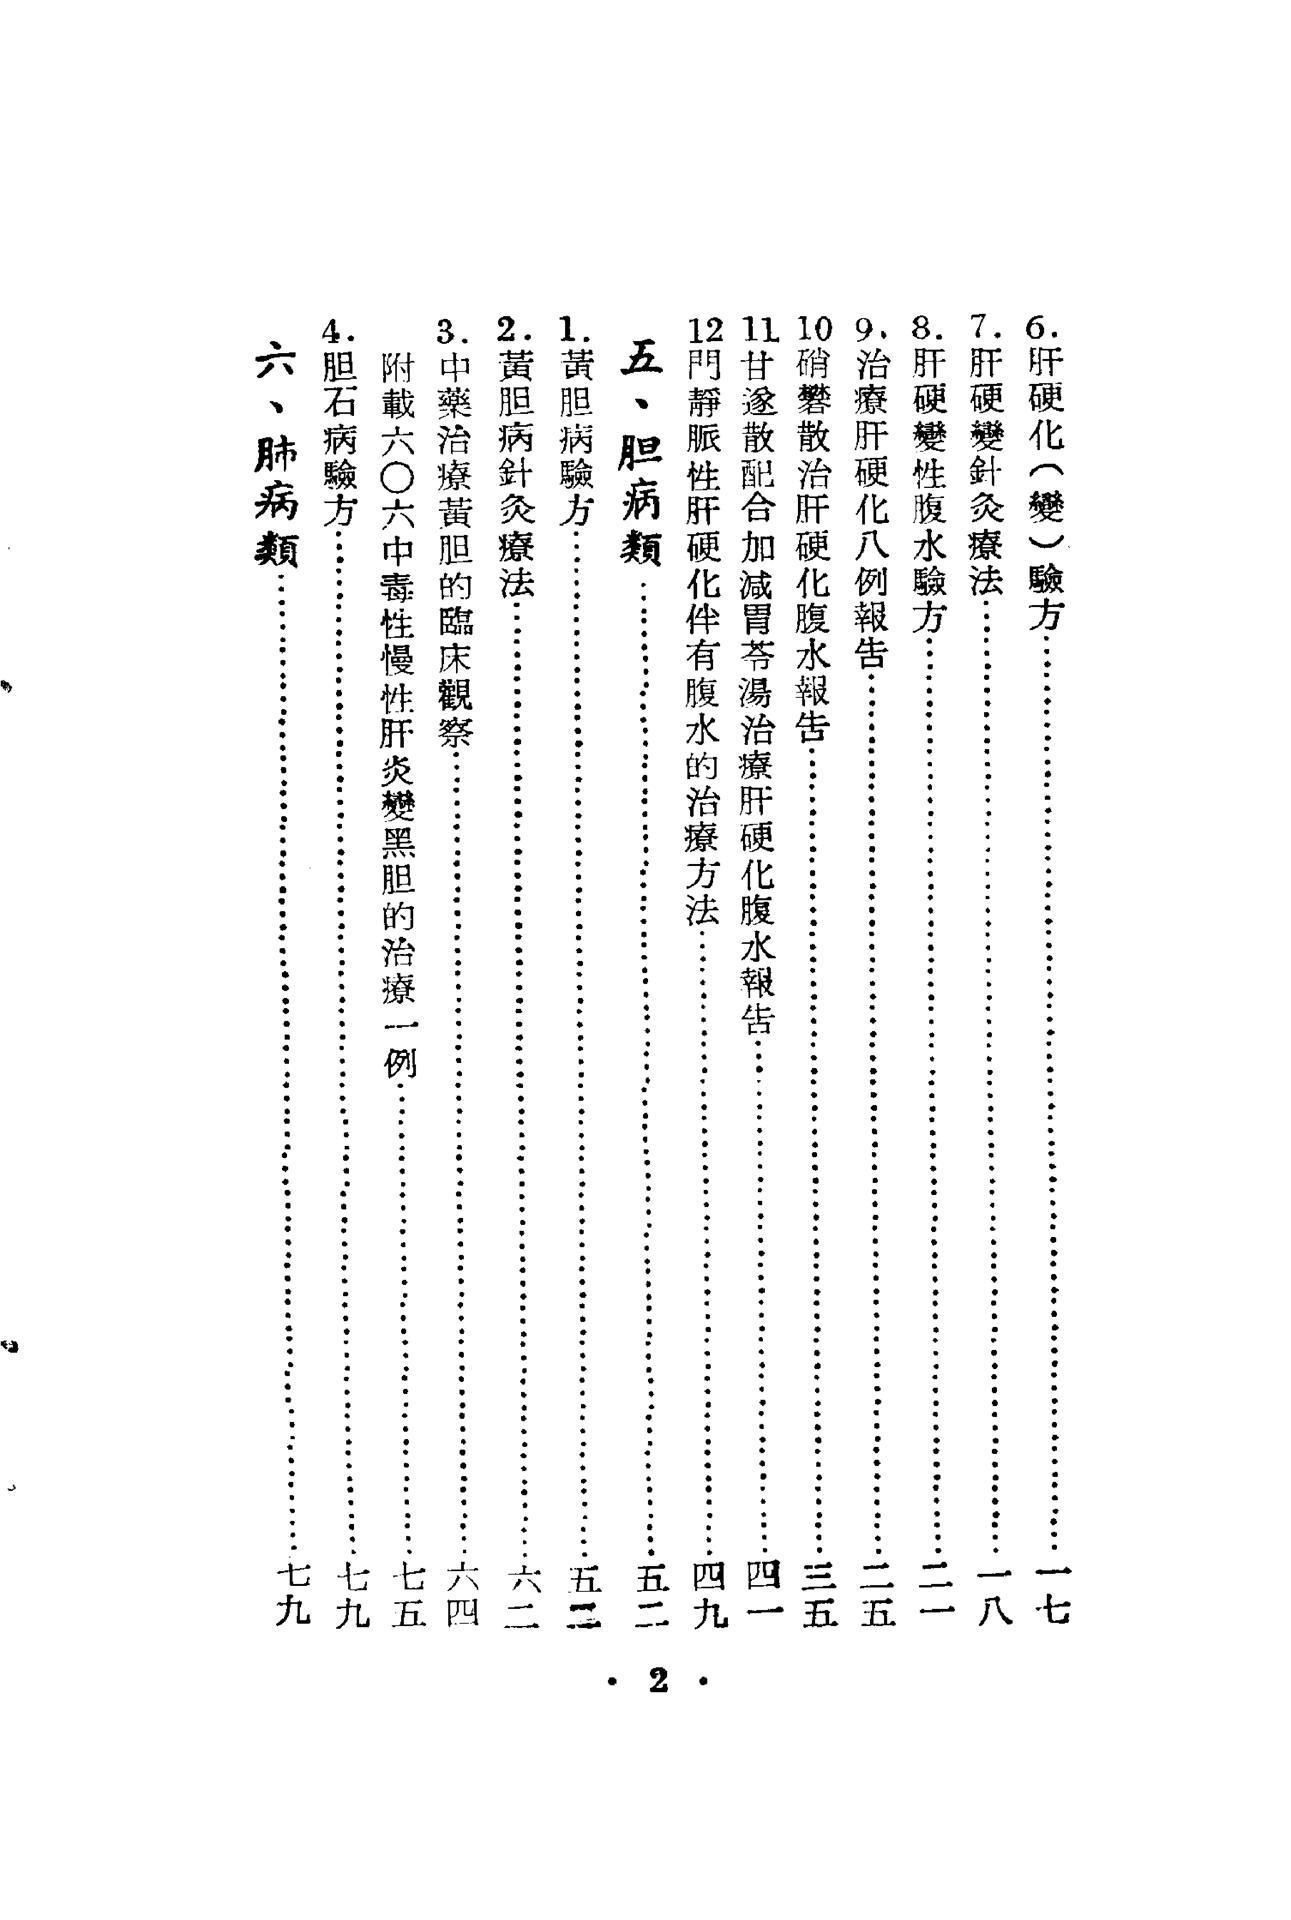 6.肝硬化（變）驗方……一七
7.肝硬變針灸療法……一八
8.肝硬變性腹水驗方……二一
9、治療肝硬化八例報告……二五
10硝礬散治肝硬化腹水報告……三五
11甘遂散配合加減胃苓湯治療肝硬化腹水報告……四一
12門靜脈性肝硬化伴有腹水的治療方法……四九
五、胆病類……五二
1.黃胆病驗方……五二
2.黃胆病針灸療法……六二
3.中藥治療黃胆的臨床觀察……六四
附載六〇六中毒性慢性肝炎變黑胆的治療一例……七五
4.胆石病驗方……七九
六、肺病類……七九
• 2 •